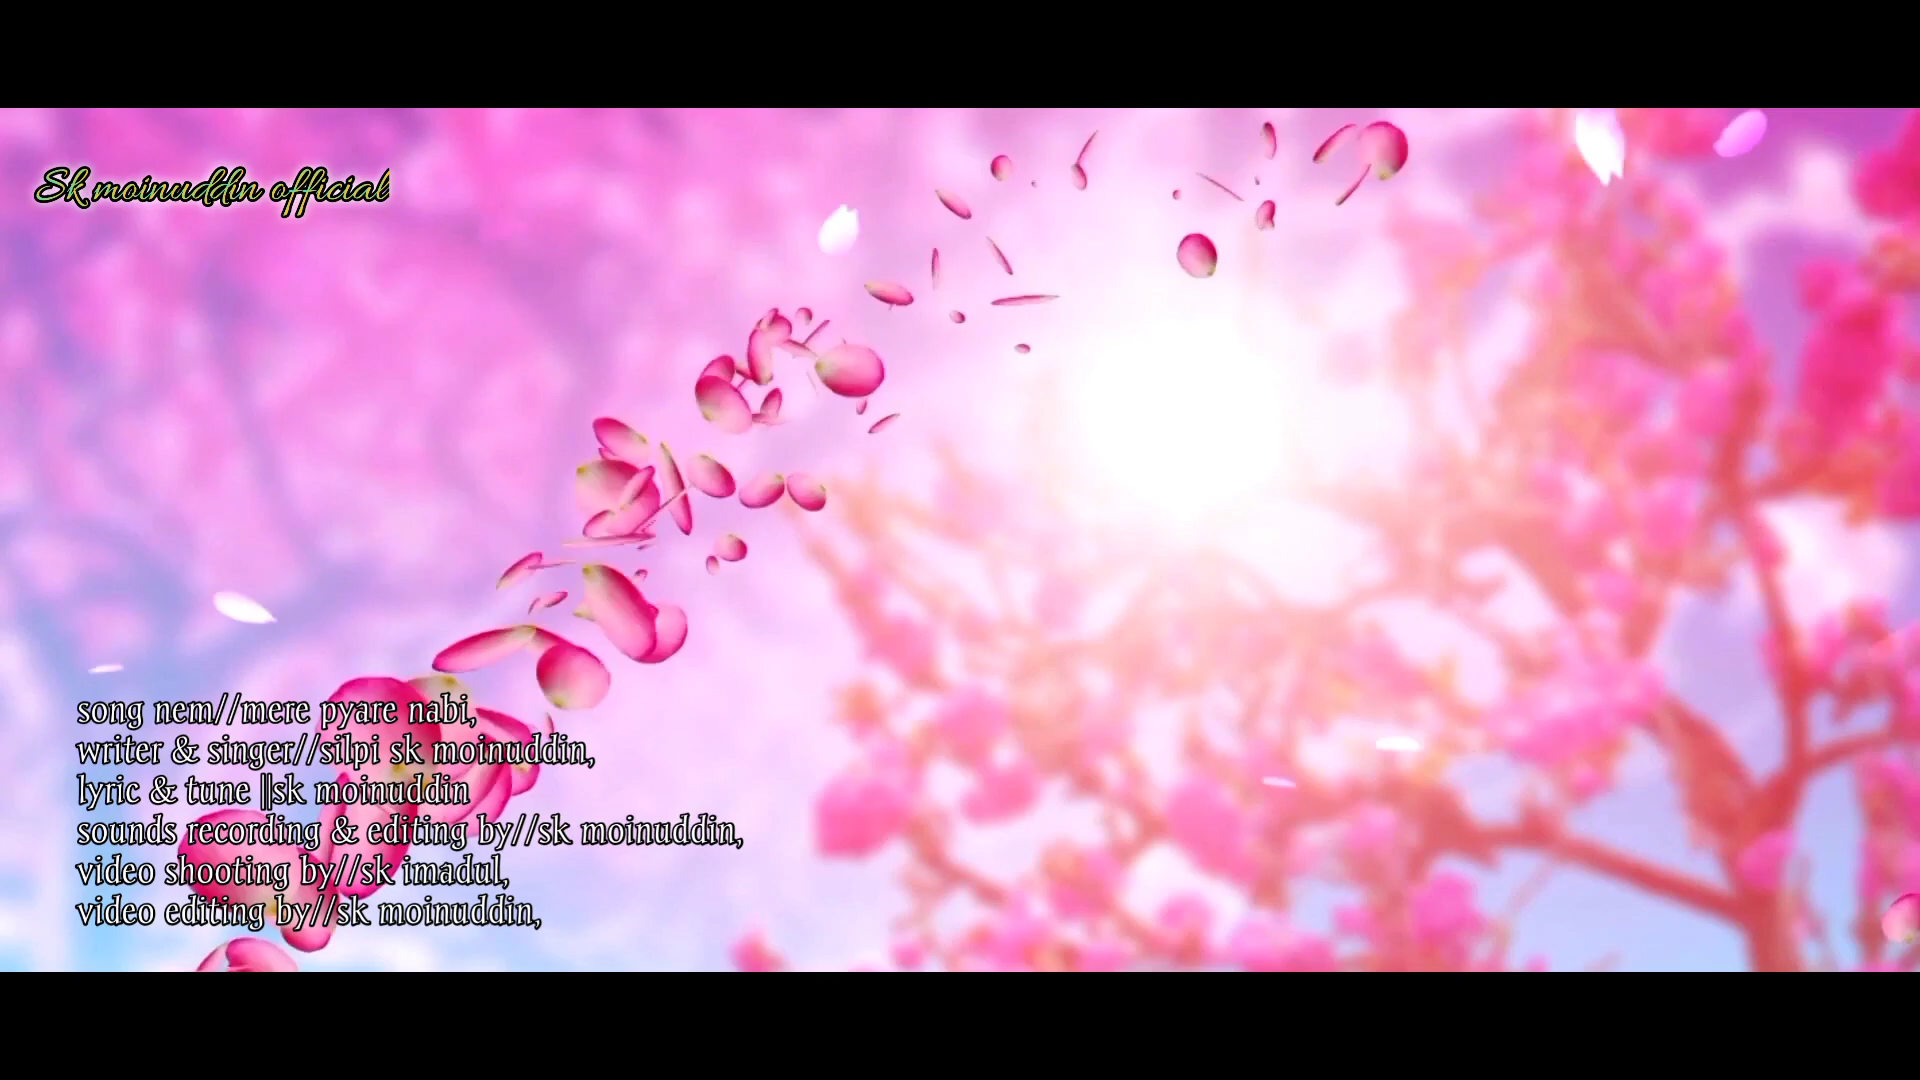 Sk moinuddin official
song nem//mere pyare nabi,
writer & singer//silpi sk moinuddin,
lyric & tune ||sk moinuddin
sounds recording & editing by//sk moinuddin,
video shooting by//sk imadul,
video editing by//sk moinuddin,